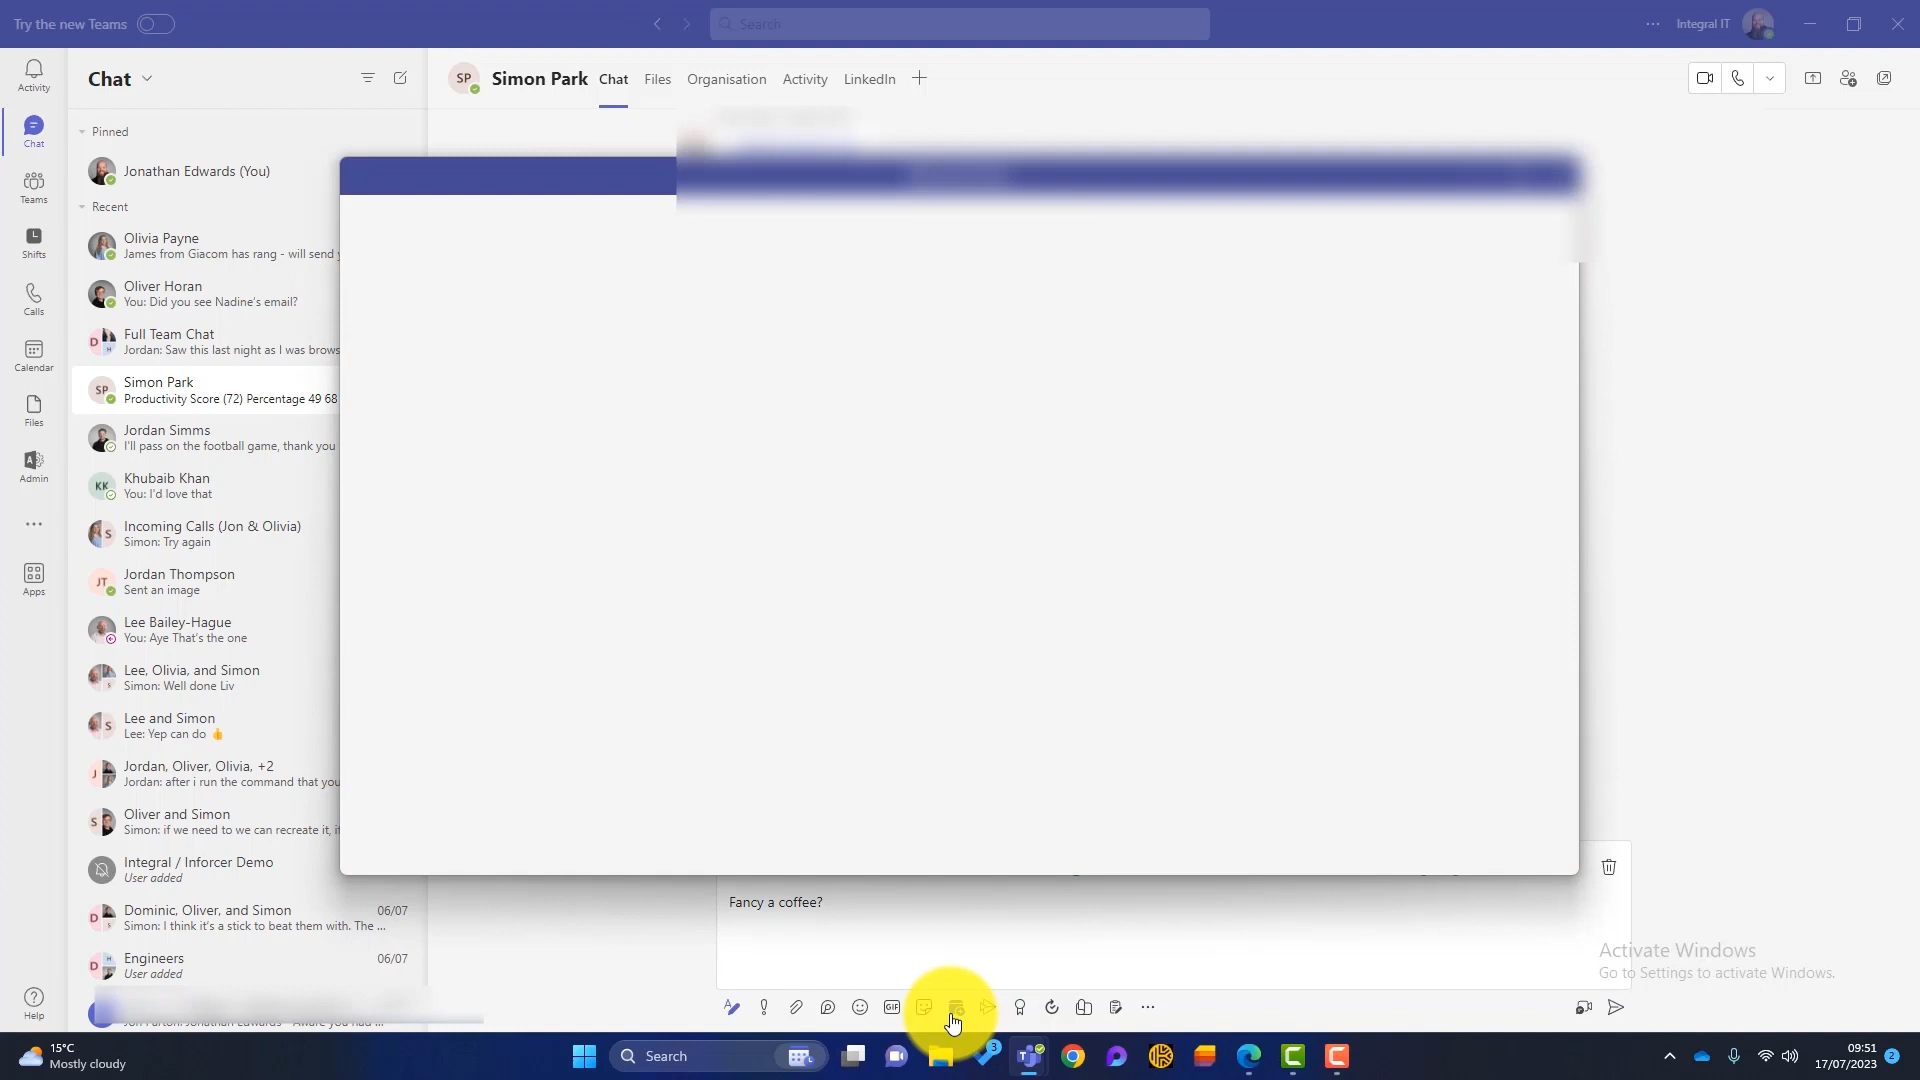 Try the new Teams
Search
Integral IT
Activity
Chat
Teams
Shifts
Calls
Calendar
Files
Admin
Apps
Help
Chat
Pinned
Jonathan Edwards (You)
Recent
Olivia Payne
James from Giacom has rang - will send y
Oliver Horan
You: Did you see Nadine's email?
Full Team Chat
Jordan: Saw this last night as I was brows
SP
Simon Park
Productivity Score (72) Percentage 49 68
Jordan Simms
I'll pass on the football game, thank you
KK
Khubaib Khan
You: I'd love that
S
Incoming Calls (Jon & Olivia)
Simon: Try again
JT
Jordan Thompson
Sent an image
Lee Bailey-Hague
You: Aye That's the one
S
Lee, Olivia, and Simon
Simon: Well done Liv
S
Lee and Simon
Lee: Yep can do 👍
J
Jordan, Oliver, Olivia, +2
Jordan: after i run the command that you
S
Oliver and Simon
Simon: if we need to we can recreate it, it
Integral / Inforcer Demo
User added
D
Dominic, Oliver, and Simon 06/07
Simon: I think it's a stick to beat them with. The ...
D
Engineers 06/07
User added
SP Simon Park Chat Files Organisation Activity LinkedIn
Fancy a coffee?
GIF
Activate Windows
Go to Settings to activate Windows.
15°C
Mostly cloudy
Search
3
09:51
17/07/2023
2